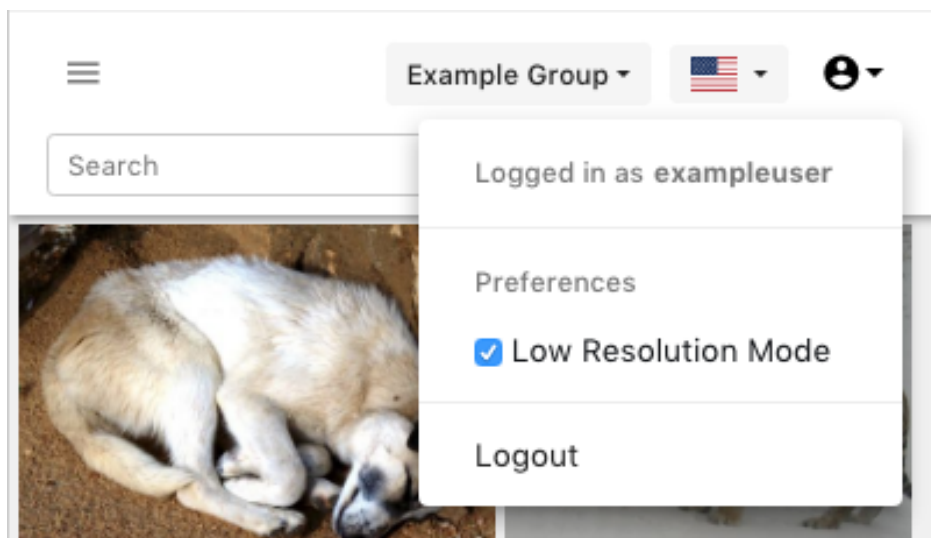 Example Group
Search
Logged in as exampleuser
Preferences
Low Resolution Mode
Logout